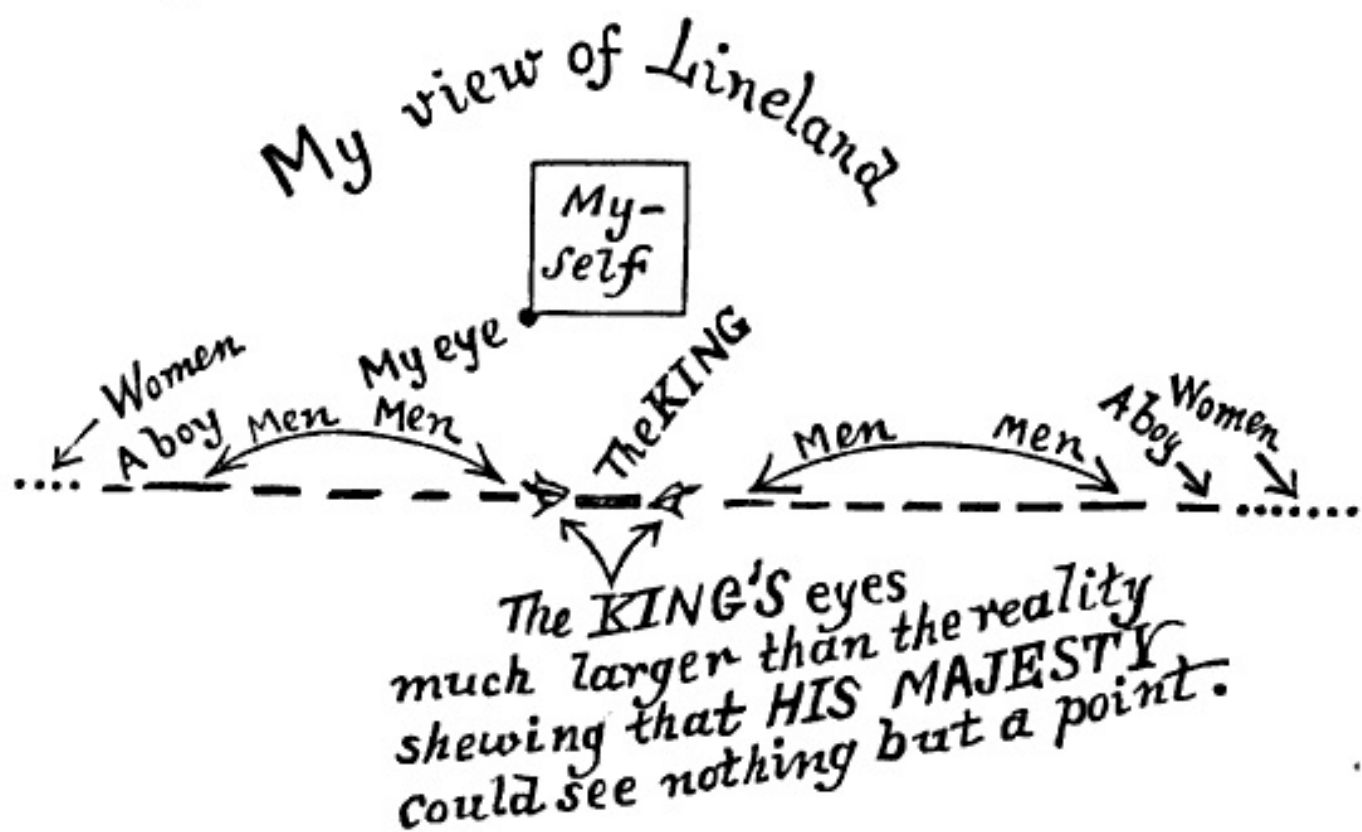 My view of Lineland
My-
self
My eye
The KING
Women
A boy
Men Men
Men men
A boy
Women
The KING'S eyes
much larger than the reality
shewing that HIS MAJESTY
could see nothing but a point.